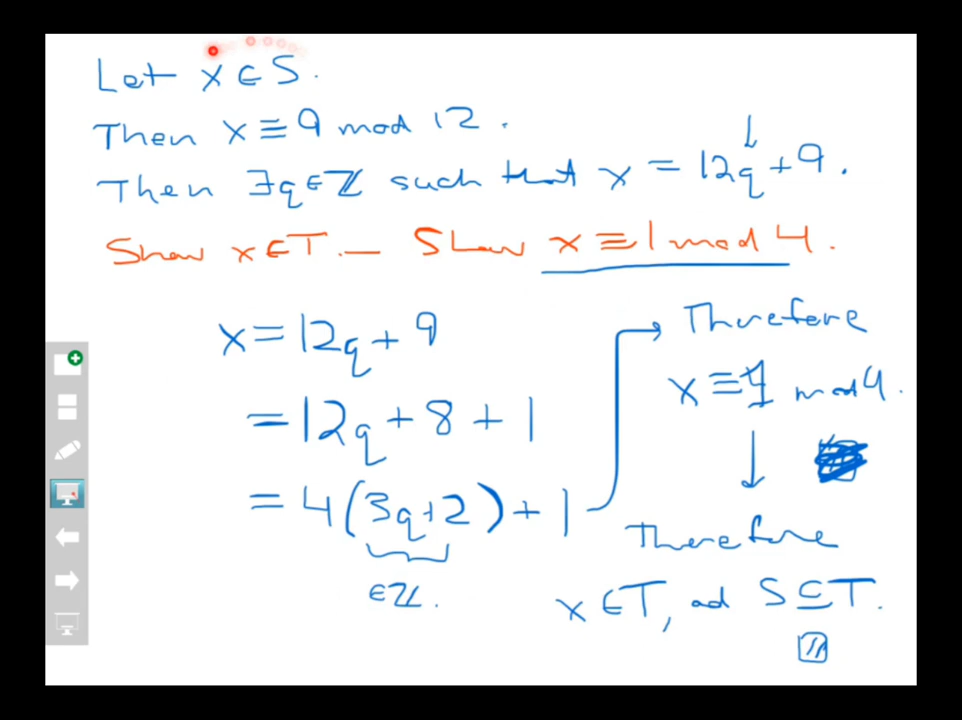 Let x ∈ S.
Then x ≡ 9 mod 12.
Then ∃q ∈ ℤ such that x = 12q + 9.
Show x ∈ T. — Show x ≡ 1 mod 4.
x = 12q + 9
= 12q + 8 + 1
= 4(3q+2) + 1
∈ ℤ.
Therefore
x ≡ 1 mod 4.
Therefore
x ∈ T, ad S ⊆ T.